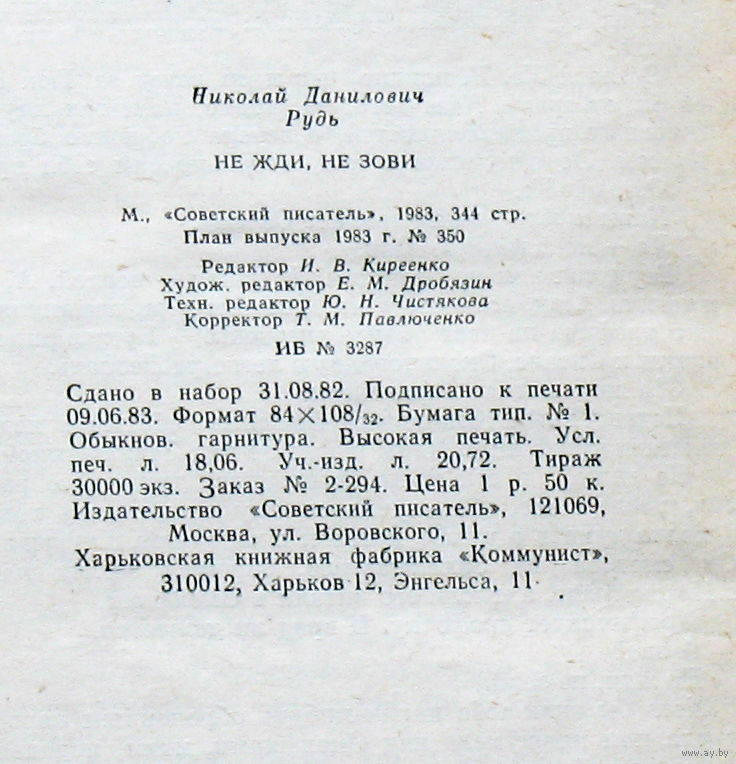 Николай Данилович
Рудь
НЕ ЖДИ, НЕ ЗОВИ
М., «Советский писатель», 1983, 344 стр.
План выпуска 1983 г. № 350
Редактор И. В. Киреенко
Худож. редактор Е. М. Дробязин
Техн. редактор Ю. Н. Чистякова
Корректор Т. М. Павлюченко
ИБ № 3287
Сдано в набор 31.08.82. Подписано к печати
09.06.83. Формат 84×108/32. Бумага тип. № 1.
Обыкнов. гарнитура. Высокая печать. Усл.
печ. л. 18,06. Уч.-изд. л. 20,72. Тираж
30000 экз. Заказ № 2-294. Цена 1 р. 50 к.
Издательство «Советский писатель», 121069,
Москва, ул. Воровского, 11.
Харьковская книжная фабрика «Коммунист»,
310012, Харьков 12, Энгельса, 11.
www.ay.by